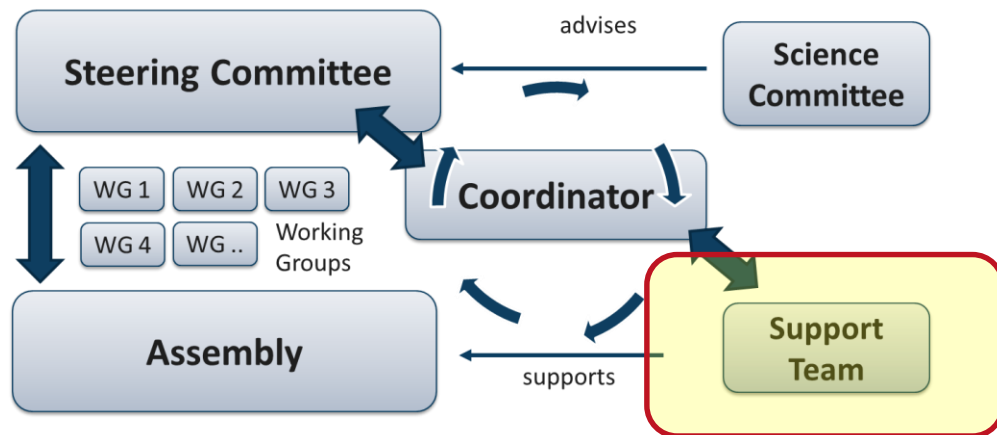 advises
Steering Committee
Science
Committee
Coordinator
WG 1
WG 2
WG 3
WG 4
WG ..
Working
Groups
Assembly
supports
Support
Team